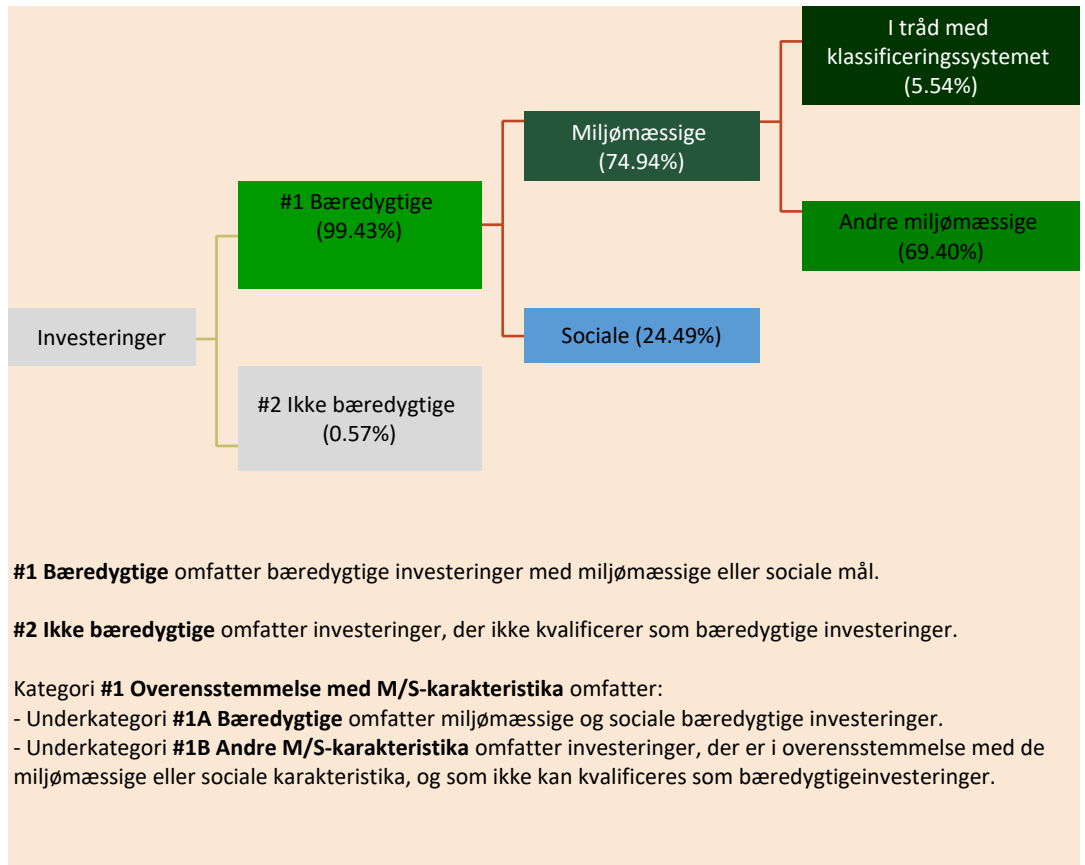 I tråd med
klassificeringssystemet
(5.54%)
Miljømæssige
(74.94%)
#1 Bæredygtige
(99.43%)
Andre miljømæssige
(69.40%)
Investeringer
Sociale (24.49%)
#2 Ikke bæredygtige
(0.57%)
#1 Bæredygtige omfatter bæredygtige investeringer med miljømæssige eller sociale mål.
#2 Ikke bæredygtige omfatter investeringer, der ikke kvalificerer som bæredygtige investeringer.
Kategori #1 Overensstemmelse med M/S-karakteristika omfatter:
- Underkategori #1A Bæredygtige omfatter miljømæssige og sociale bæredygtige investeringer.
- Underkategori #1B Andre M/S-karakteristika omfatter investeringer, der er i overensstemmelse med de
miljømæssige eller sociale karakteristika, og som ikke kan kvalificeres som bæredygtigeinvesteringer.